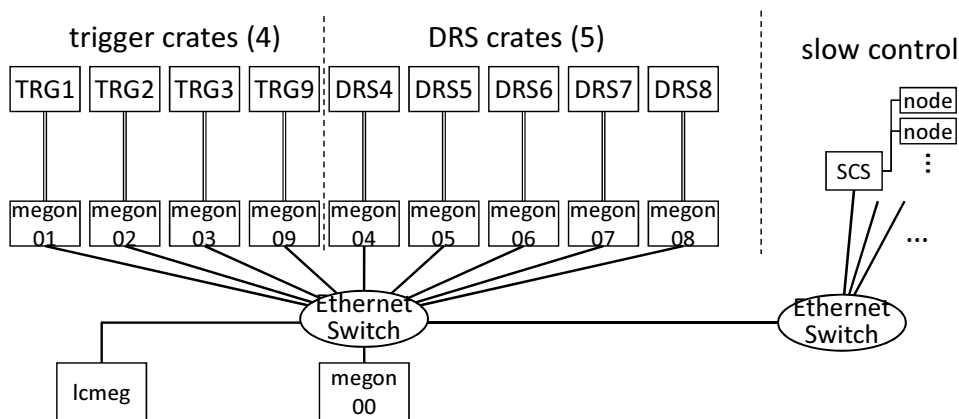 trigger crates (4)
DRS crates (5)
slow control
TRG1
TRG2
TRG3
TRG9
DRS4
DRS5
DRS6
DRS7
DRS8
node
node
⋮
SCS
megon
01
megon
02
megon
03
megon
09
megon
04
megon
05
megon
06
megon
07
megon
08
...
Ethernet
Switch
Ethernet
Switch
lcmeg
megon
00